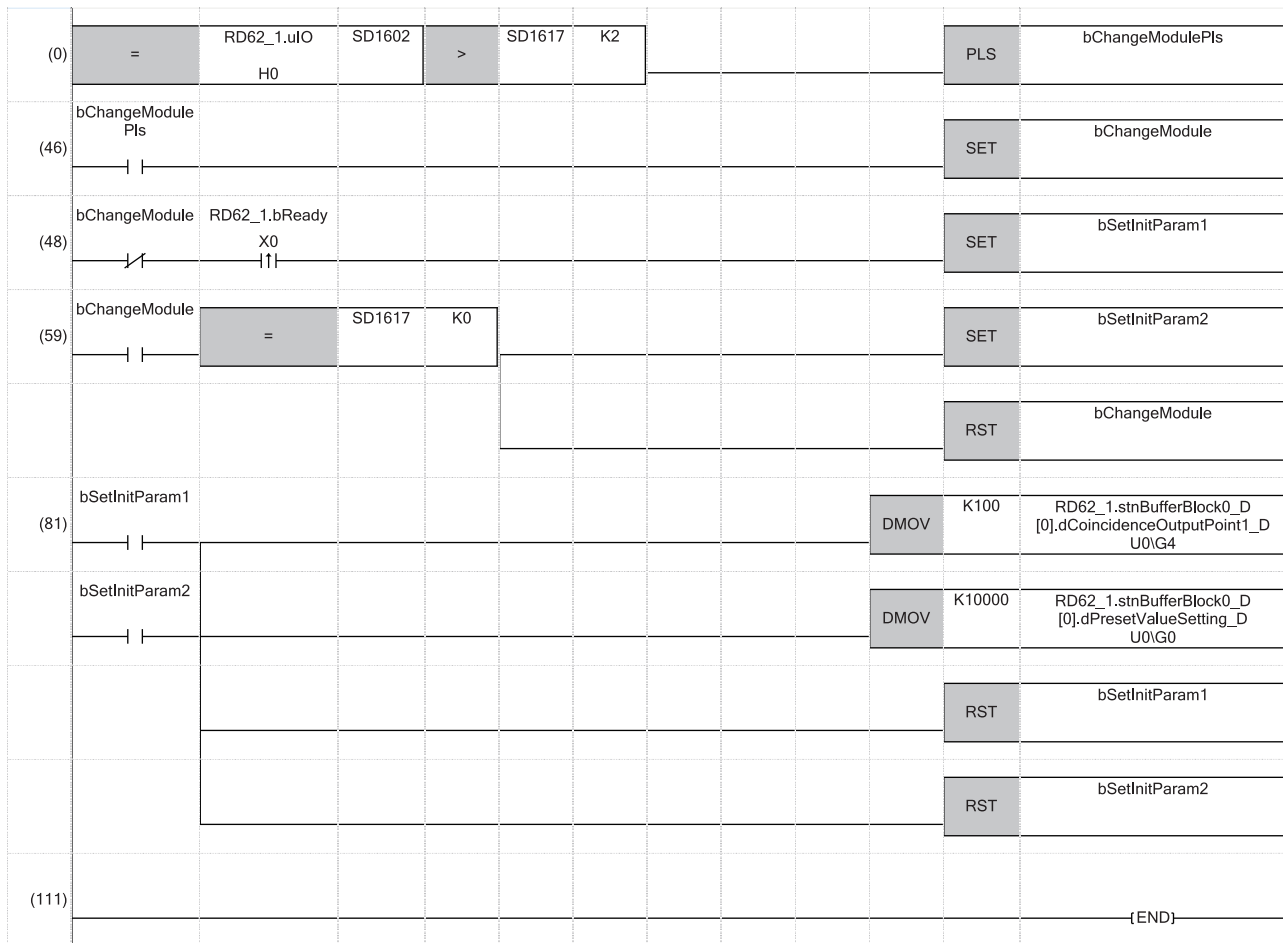 RD62_1.uIO SD1602 SD1617 K2 bChangeModulePls
(0) = > PLS
H0
bChangeModule
Pls
bChangeModule
(46) SET
bChangeModule RD62_1.bReady bSetInitParam1
(48) X0 SET
bChangeModule SD1617 K0 bSetInitParam2
(59) = SET
bChangeModule
RST
bSetInitParam1
(81) DMOV K100 RD62_1.stnBufferBlock0_D
[0].dCoincidenceOutputPoint1_D
U0\G4
bSetInitParam2
DMOV K10000 RD62_1.stnBufferBlock0_D
[0].dPresetValueSetting_D
U0\G0
bSetInitParam1
RST
bSetInitParam2
RST
(111) [END]